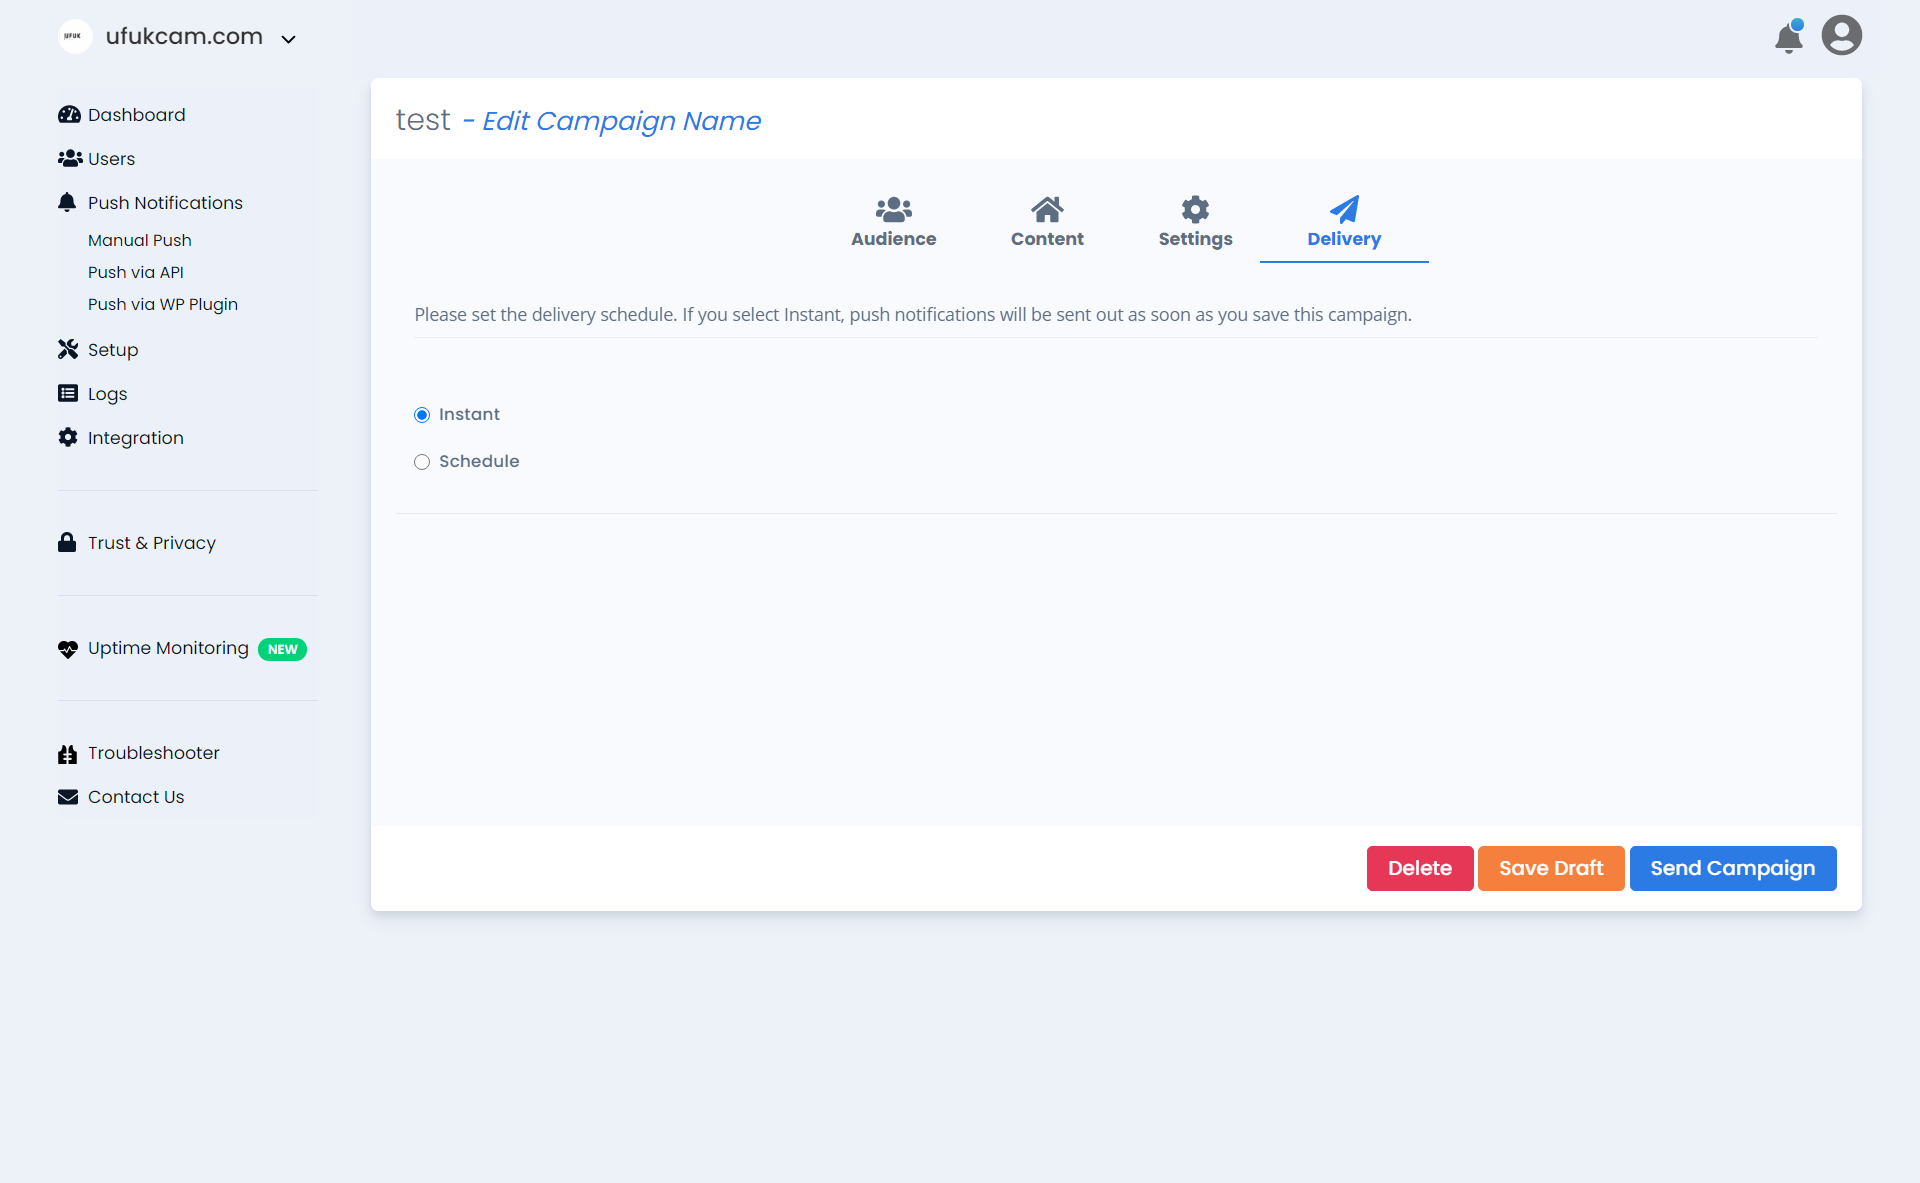 UFUK
ufukcam.com
Dashboard
Users
Push Notifications
Manual Push
Push via API
Push via WP Plugin
Setup
Logs
Integration
Trust & Privacy
Uptime Monitoring NEW
Troubleshooter
Contact Us
test - Edit Campaign Name
Audience Content Settings Delivery
Please set the delivery schedule. If you select Instant, push notifications will be sent out as soon as you save this campaign.
Instant
Schedule
Delete Save Draft Send Campaign